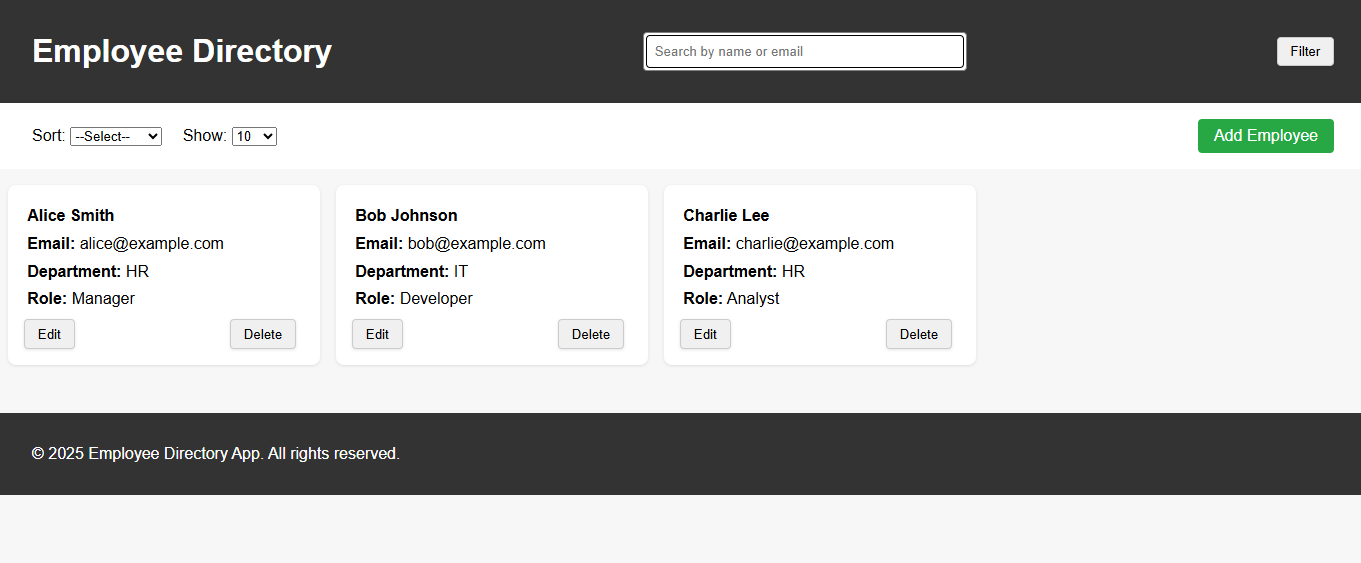 Employee Directory
Search by name or email
Filter
Sort: --Select-- Show: 10
Add Employee
Alice Smith
Email: alice@example.com
Department: HR
Role: Manager
Edit Delete
Bob Johnson
Email: bob@example.com
Department: IT
Role: Developer
Edit Delete
Charlie Lee
Email: charlie@example.com
Department: HR
Role: Analyst
Edit Delete
© 2025 Employee Directory App. All rights reserved.